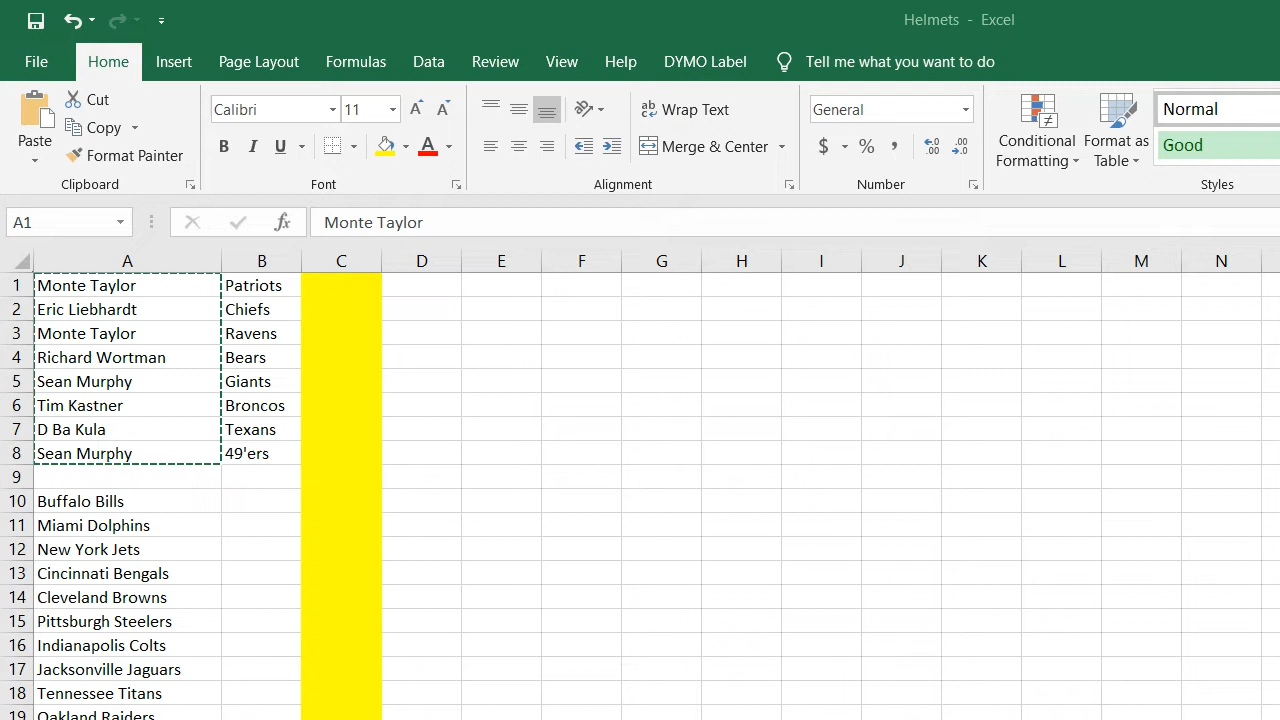 Helmets - Excel
File Home Insert Page Layout Formulas Data Review View Help DYMO Label Tell me what you want to do
Paste
Cut
Copy
Format Painter
Clipboard
Calibri 11
B I U A
Font
ab Wrap Text
Merge & Center
Alignment
General
$ % ,
Number
Conditional Formatting
Format as Table
Normal
Good
Styles
A1 fx Monte Taylor
A B C D E F G H I J K L M N
1 Monte Taylor Patriots
2 Eric Liebhardt Chiefs
3 Monte Taylor Ravens
4 Richard Wortman Bears
5 Sean Murphy Giants
6 Tim Kastner Broncos
7 D Ba Kula Texans
8 Sean Murphy 49'ers
9
10 Buffalo Bills
11 Miami Dolphins
12 New York Jets
13 Cincinnati Bengals
14 Cleveland Browns
15 Pittsburgh Steelers
16 Indianapolis Colts
17 Jacksonville Jaguars
18 Tennessee Titans
19 Oakland Raiders